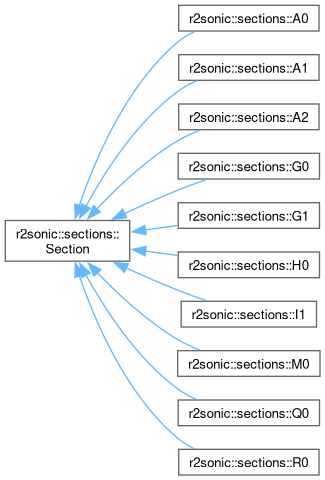 r2sonic::sections::A0
r2sonic::sections::A1
r2sonic::sections::A2
r2sonic::sections::G0
r2sonic::sections::
Section
r2sonic::sections::G1
r2sonic::sections::H0
r2sonic::sections::I1
r2sonic::sections::M0
r2sonic::sections::Q0
r2sonic::sections::R0